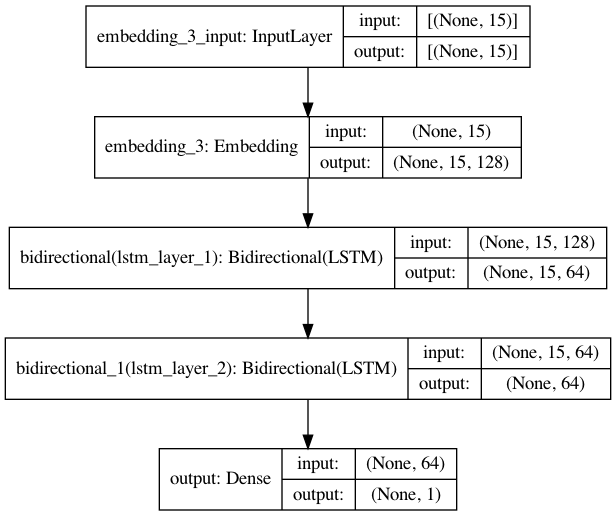 embedding_3_input: InputLayer
input: [(None, 15)]
output: [(None, 15)]
embedding_3: Embedding
input: (None, 15)
output: (None, 15, 128)
bidirectional(lstm_layer_1): Bidirectional(LSTM)
input: (None, 15, 128)
output: (None, 15, 64)
bidirectional_1(lstm_layer_2): Bidirectional(LSTM)
input: (None, 15, 64)
output: (None, 64)
output: Dense
input: (None, 64)
output: (None, 1)